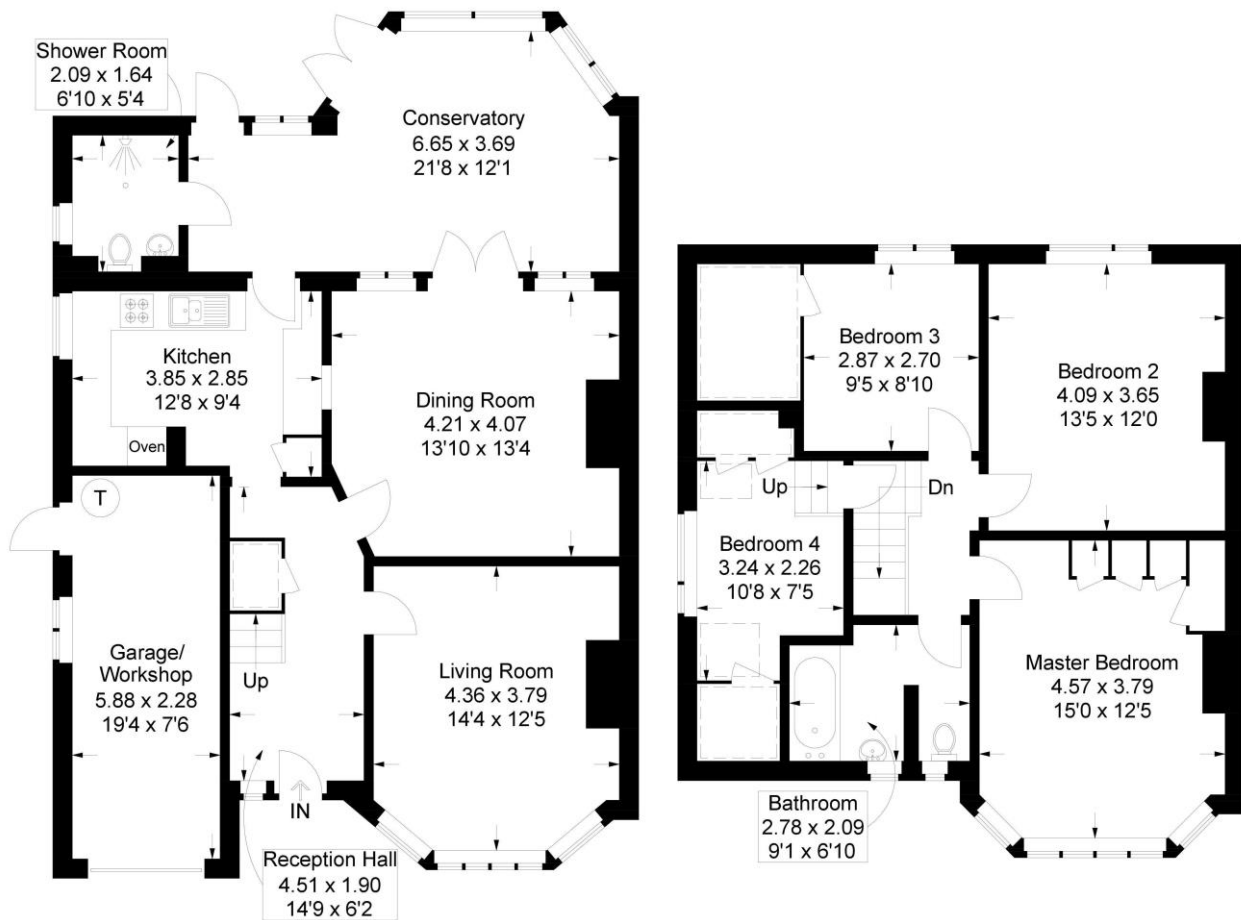 Shower Room
2.09 x 1.64
6'10 x 5'4
Conservatory
6.65 x 3.69
21'8 x 12'1
Kitchen
3.85 x 2.85
12'8 x 9'4
Oven
Dining Room
4.21 x 4.07
13'10 x 13'4
T
Garage/
Workshop
5.88 x 2.28
19'4 x 7'6
Up
Living Room
4.36 x 3.79
14'4 x 12'5
IN
Reception Hall
4.51 x 1.90
14'9 x 6'2
Bedroom 3
2.87 x 2.70
9'5 x 8'10
Bedroom 2
4.09 x 3.65
13'5 x 12'0
Up
Dn
Bedroom 4
3.24 x 2.26
10'8 x 7'5
Master Bedroom
4.57 x 3.79
15'0 x 12'5
Bathroom
2.78 x 2.09
9'1 x 6'10